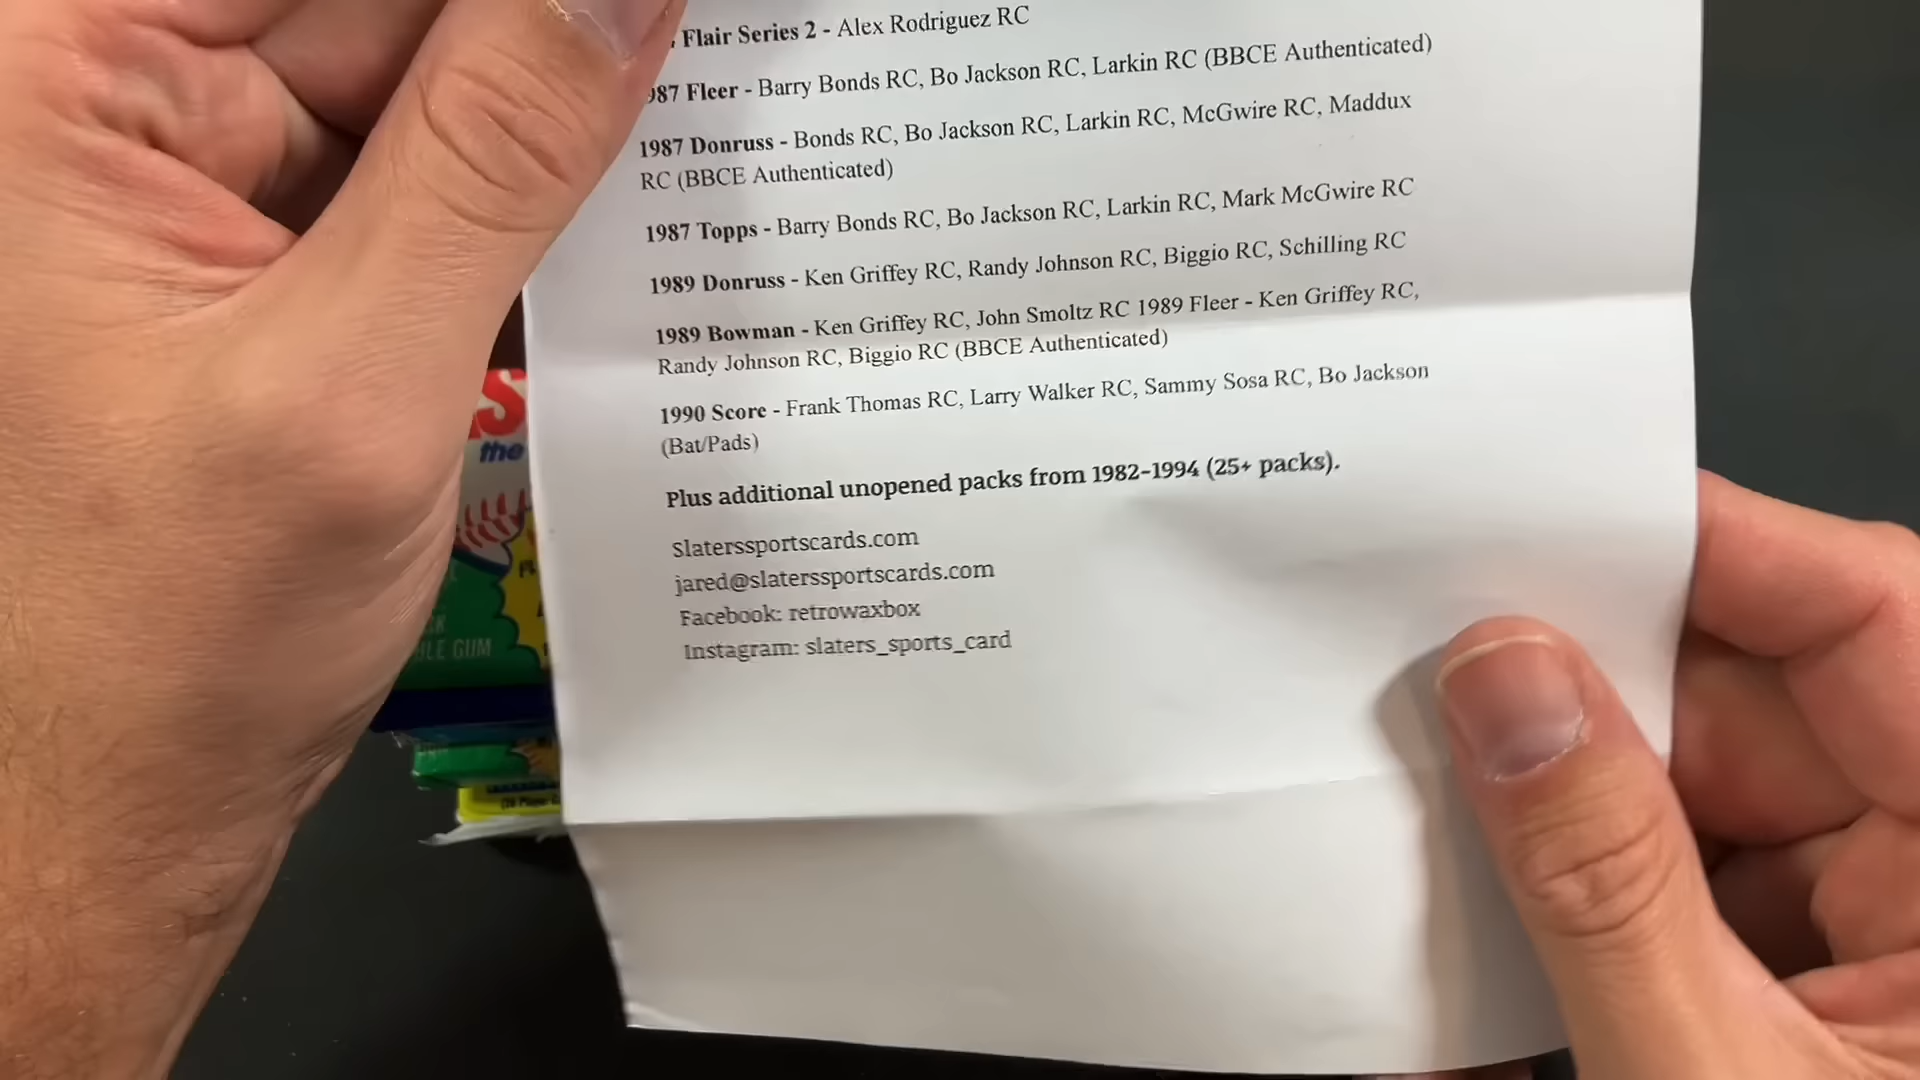 Flair Series 2 - Alex Rodriguez RC
987 Fleer - Barry Bonds RC, Bo Jackson RC, Larkin RC (BBCE Authenticated)
1987 Donruss - Bonds RC, Bo Jackson RC, Larkin RC, McGwire RC, Maddux
RC (BBCE Authenticated)
1987 Topps - Barry Bonds RC, Bo Jackson RC, Larkin RC, Mark McGwire RC
1989 Donruss - Ken Griffey RC, Randy Johnson RC, Biggio RC, Schilling RC
1989 Bowman - Ken Griffey RC, John Smoltz RC 1989 Fleer - Ken Griffey RC,
Randy Johnson RC, Biggio RC (BBCE Authenticated)
1990 Score - Frank Thomas RC, Larry Walker RC, Sammy Sosa RC, Bo Jackson
(Bat/Pads)
Plus additional unopened packs from 1982-1994 (25+ packs).
Slaterssportscards.com
jared@slaterssportscards.com
Facebook: retrowaxbox
Instagram: slaters_sports_card
the
GUM